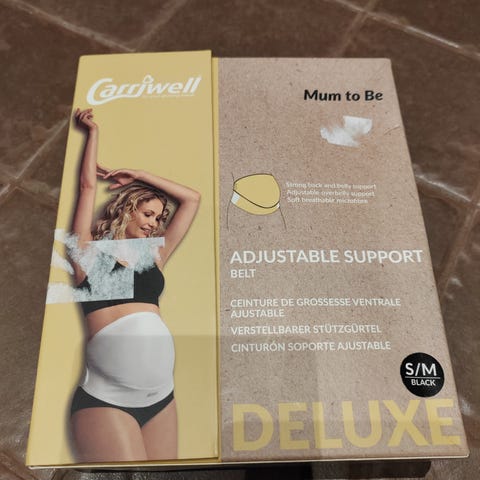 Carriwell
Mum to Be
Strong back and belly support
Adjustable overbelly support
Soft breathable microfibre
ADJUSTABLE SUPPORT
BELT
CEINTURE DE GROSSESSE VENTRALE
AJUSTABLE
VERSTELLBARER STÜTZGÜRTEL
CINTURÓN SOPORTE AJUSTABLE
S/M
BLACK
DELUXE